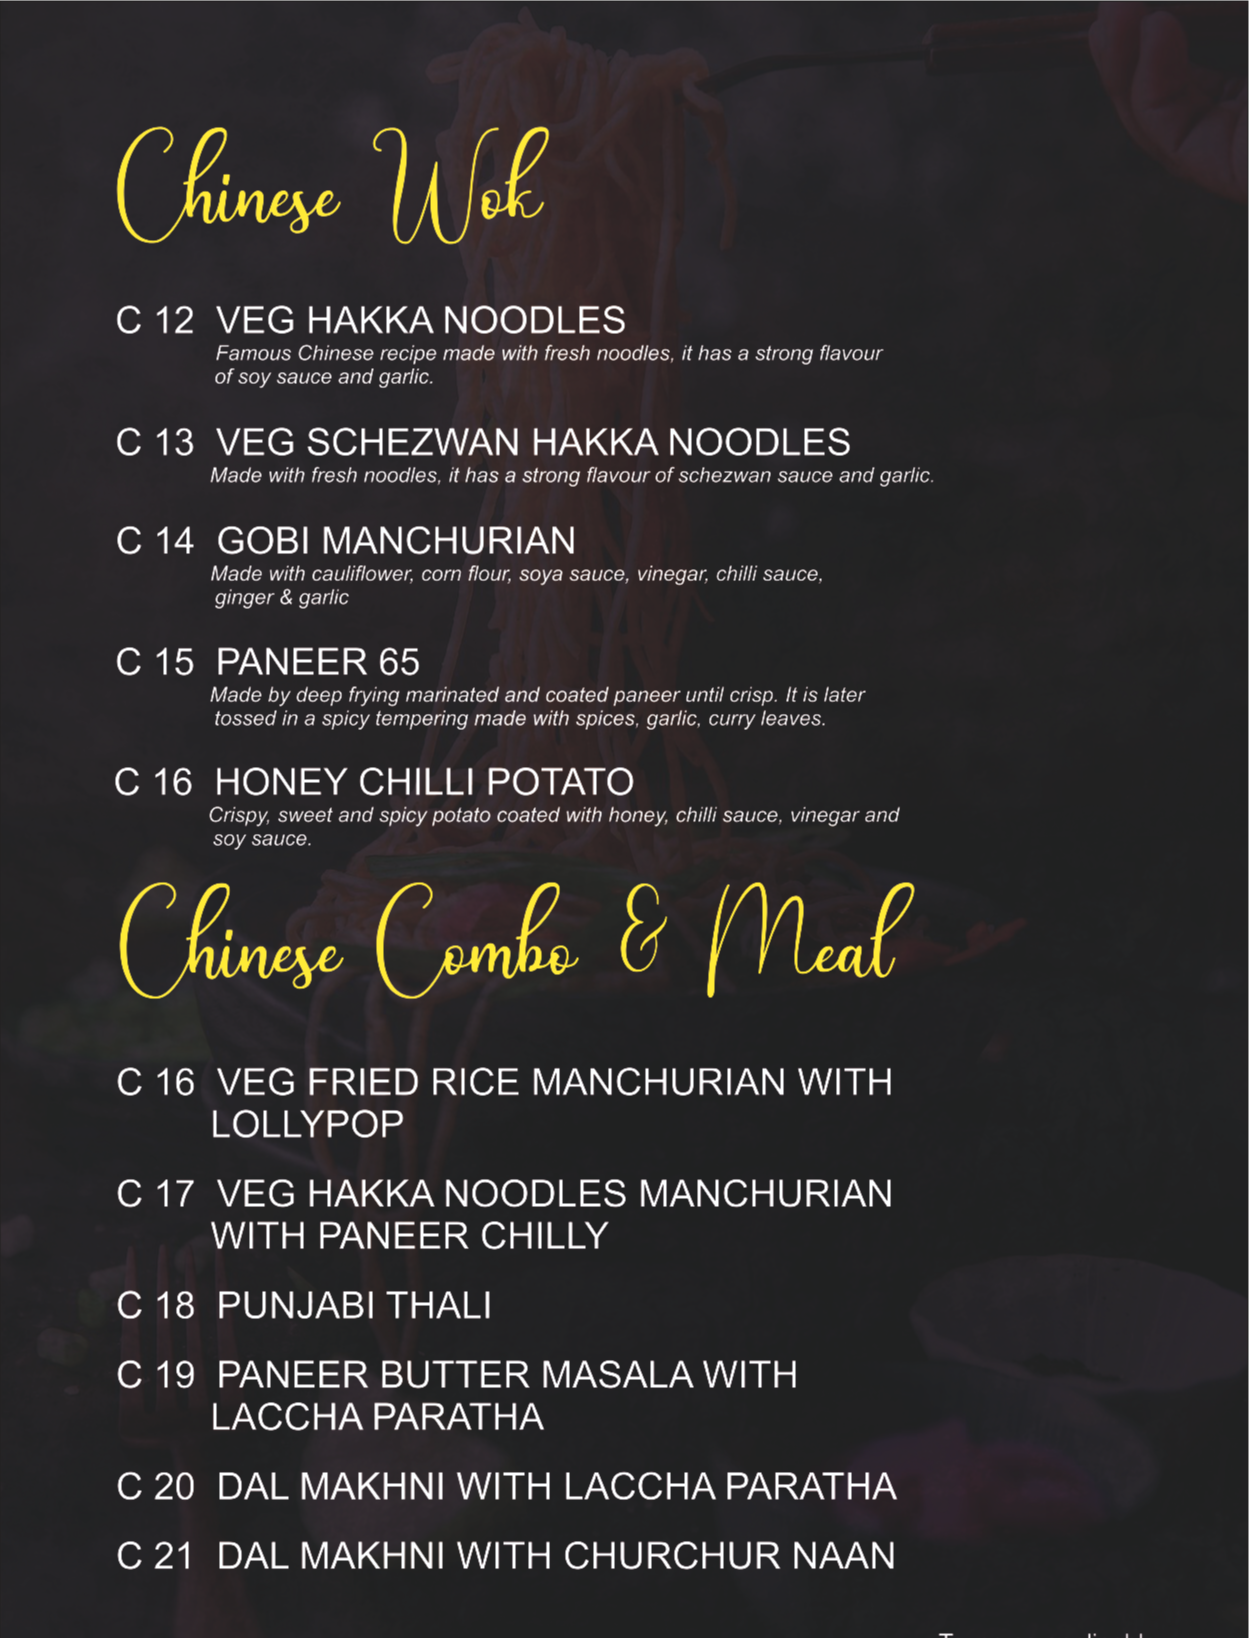 Chinese Wok
C 12 VEG HAKKA NOODLES
Famous Chinese recipe made with fresh noodles, it has a strong flavour
of soy sauce and garlic.
C 13 VEG SCHEZWAN HAKKA NOODLES
Made with fresh noodles, it has a strong flavour of schezwan sauce and garlic.
C 14 GOBI MANCHURIAN
Made with cauliflower, corn flour, soya sauce, vinegar, chilli sauce,
ginger & garlic
C 15 PANEER 65
Made by deep frying marinated and coated paneer until crisp. It is later
tossed in a spicy tempering made with spices, garlic, curry leaves.
C 16 HONEY CHILLI POTATO
Crispy, sweet and spicy potato coated with honey, chilli sauce, vinegar and
soy sauce.
Chinese Combo & Meal
C 16 VEG FRIED RICE MANCHURIAN WITH
LOLLYPOP
C 17 VEG HAKKA NOODLES MANCHURIAN
WITH PANEER CHILLY
C 18 PUNJABI THALI
C 19 PANEER BUTTER MASALA WITH
LACCHA PARATHA
C 20 DAL MAKHNI WITH LACCHA PARATHA
C 21 DAL MAKHNI WITH CHURCHUR NAAN